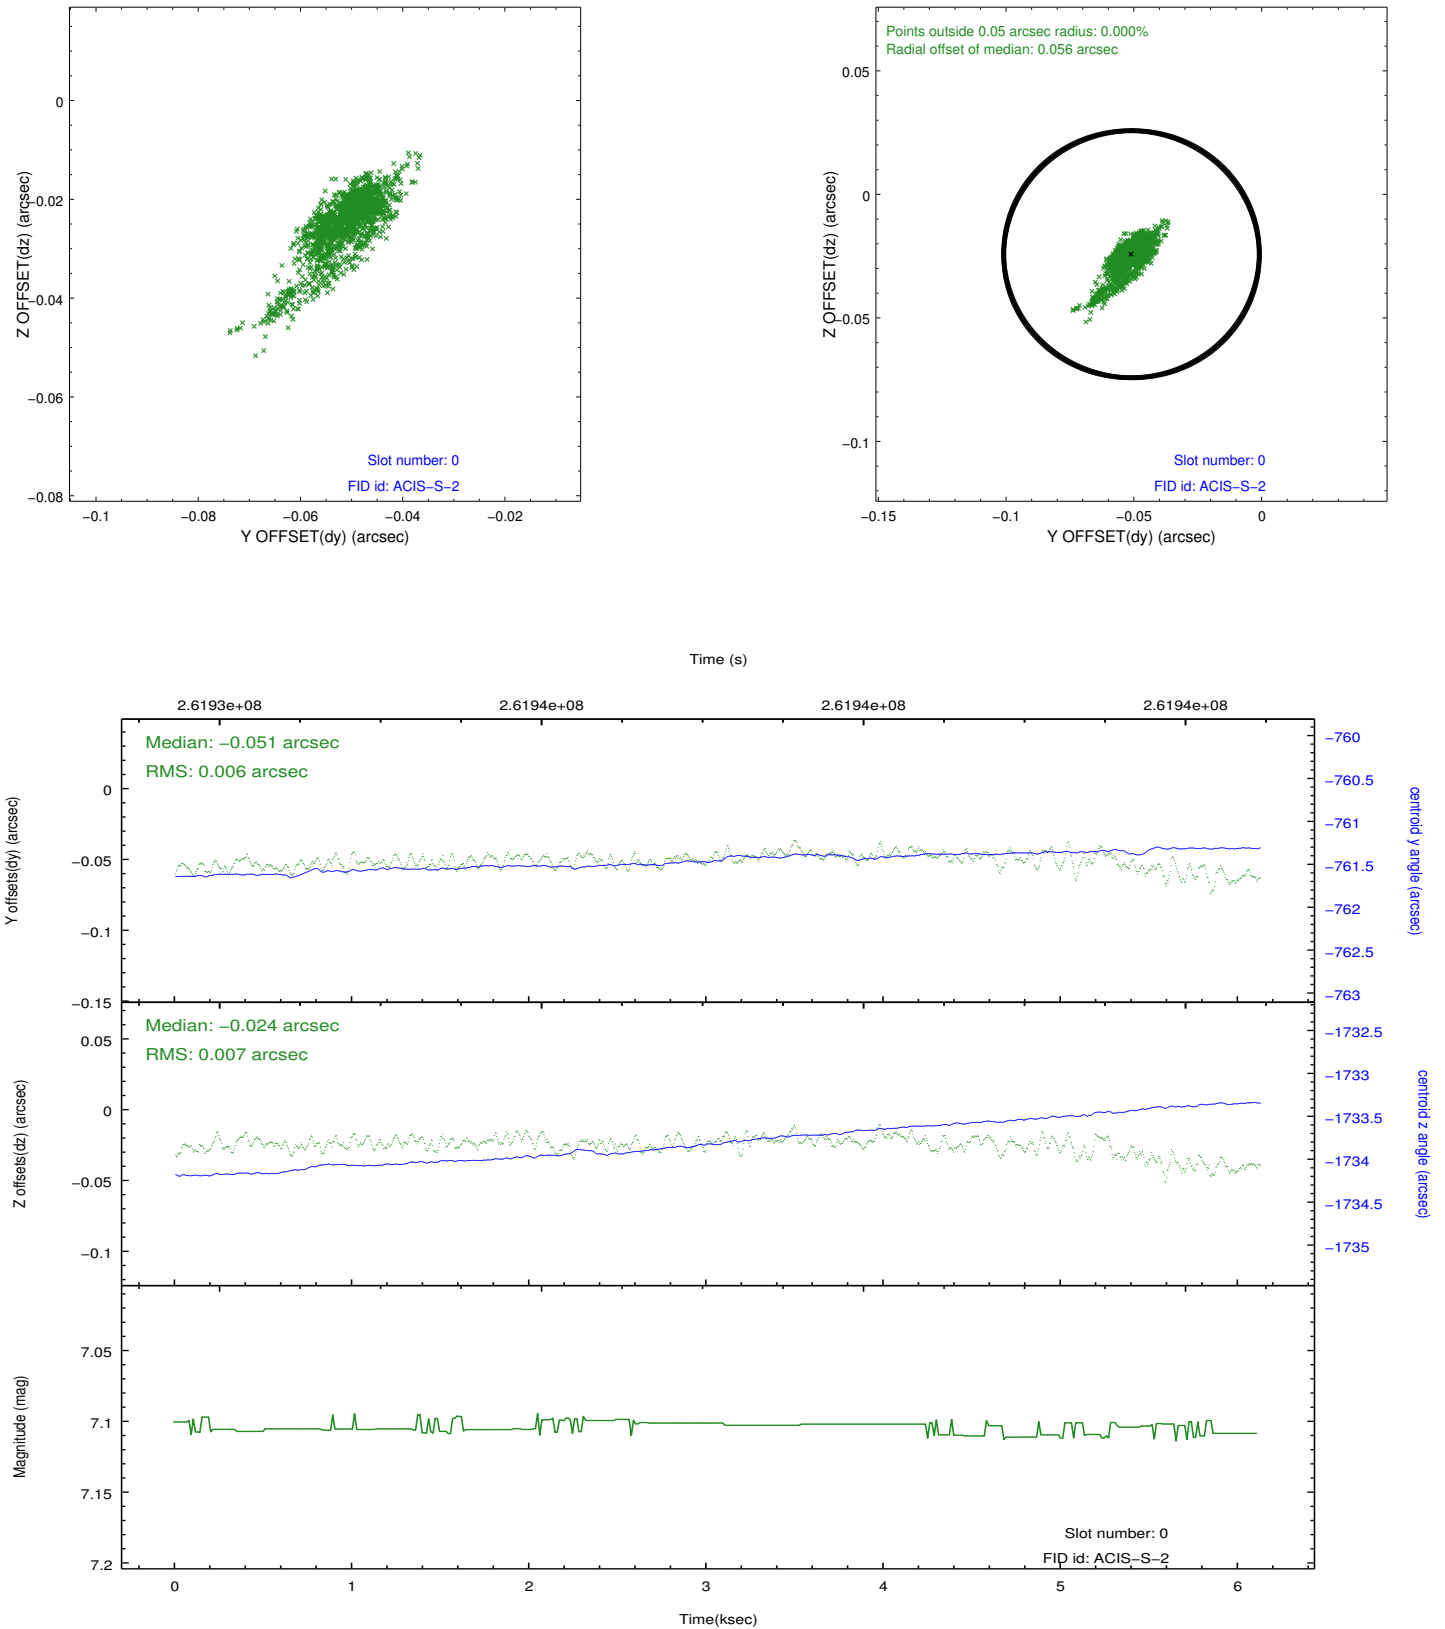 0
−0.02
−0.04
−0.06
−0.08
Z OFFSET(dz) (arcsec)
Slot number: 0
FID id: ACIS−S−2
−0.1
−0.08
−0.06
−0.04
−0.02
Y OFFSET(dy) (arcsec)
Points outside 0.05 arcsec radius: 0.000%
Radial offset of median: 0.056 arcsec
0.05
0
−0.05
−0.1
Z OFFSET(dz) (arcsec)
Slot number: 0
FID id: ACIS−S−2
−0.15
−0.1
−0.05
0
Y OFFSET(dy) (arcsec)
Time (s)
2.6193e+08
2.6194e+08
2.6194e+08
2.6194e+08
Median: −0.051 arcsec
RMS: 0.006 arcsec
0
−0.05
−0.1
−0.15
Y offsets(dy) (arcsec)
−760
−760.5
−761
−761.5
−762
−762.5
−763
centroid y angle (arcsec)
Median: −0.024 arcsec
RMS: 0.007 arcsec
0.05
0
−0.05
−0.1
Z offsets(dz) (arcsec)
−1732.5
−1733
−1733.5
−1734
−1734.5
−1735
centroid z angle (arcsec)
7.05
7.1
7.15
7.2
Magnitude (mag)
Slot number: 0
FID id: ACIS−S−2
0
1
2
3
4
5
6
Time(ksec)